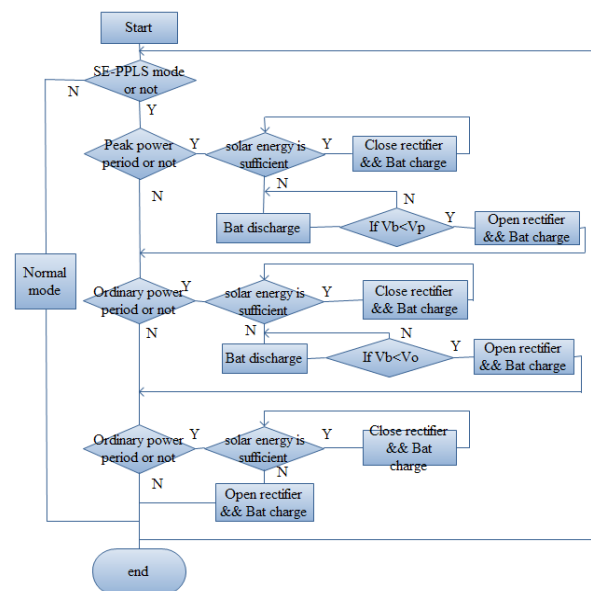 Start
SE-PPLS mode
or not
N
Y
Peak power
period or not
Y
solar energy is
sufficient
Y
Close rectifier
&& Bat charge
N
N
N
Bat discharge
If Vb<Vp
Y
Open rectifier
&& Bat charge
Normal
mode
Ordinary power
period or not
Y
solar energy is
sufficient
Y
Close rectifier
&& Bat charge
N
N
N
Bat discharge
If Vb<Vo
Y
Open rectifier
&& Bat charge
Ordinary power
period or not
Y
solar energy is
sufficient
Y
Close rectifier
&& Bat
charge
N
N
Open rectifier
&& Bat charge
end